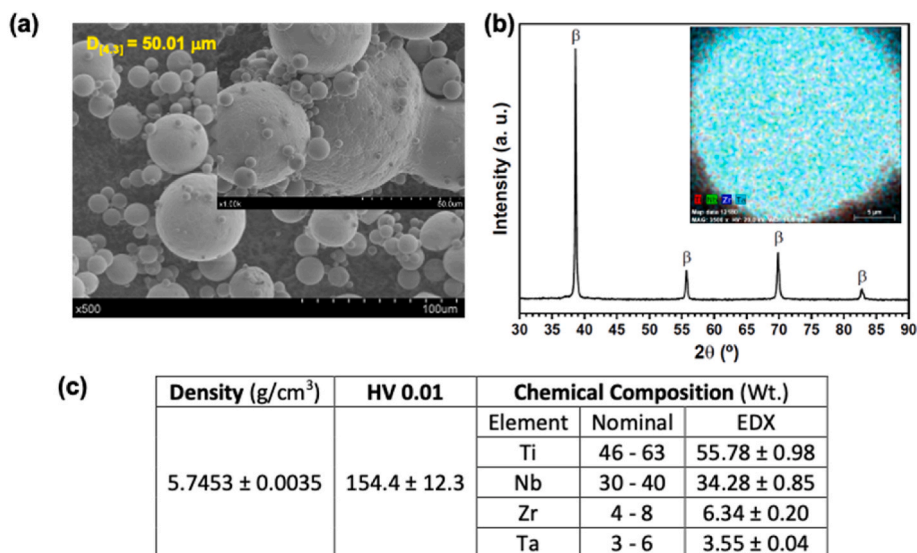 (a)
D[4,3] = 50.01 μm
x1.00k 50.0um
x500 100um
(b)
Intensity (a. u.)
β
β
β
β
Zr
5 μm
30 35 40 45 50 55 60 65 70 75 80 85 90
2θ (º)
(c)
Density (g/cm³) HV 0.01 Chemical Composition (Wt.)
Element Nominal EDX
5.7453 ± 0.0035 154.4 ± 12.3
Ti 46 - 63 55.78 ± 0.98
Nb 30 - 40 34.28 ± 0.85
Zr 4 - 8 6.34 ± 0.20
Ta 3 - 6 3.55 ± 0.04